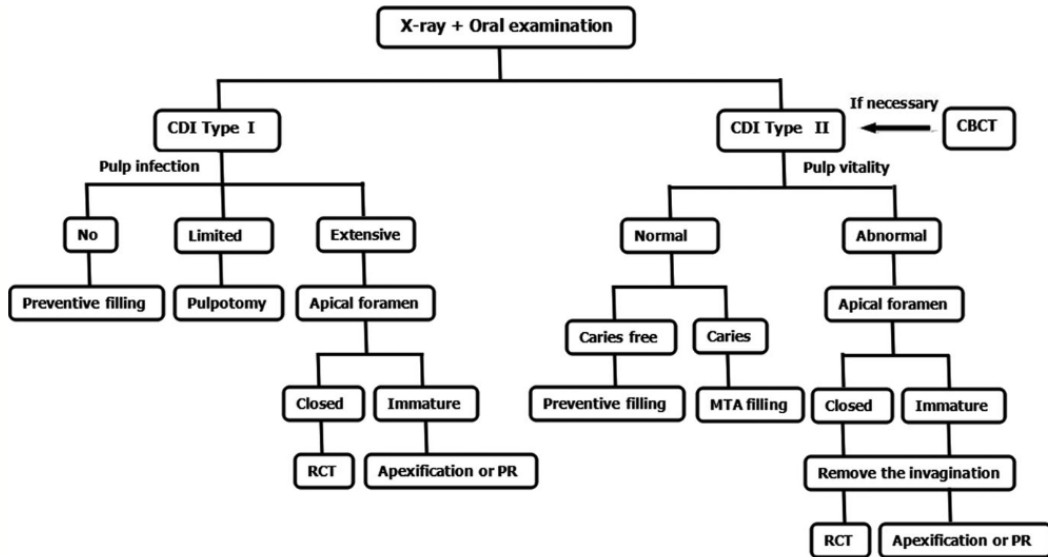 X-ray + Oral examination
If necessary
CDI Type I
CDI Type II
CBCT
Pulp infection
Pulp vitality
No
Limited
Extensive
Normal
Abnormal
Preventive filling
Pulpotomy
Apical foramen
Apical foramen
Caries free
Caries
Closed
Immature
Preventive filling
MTA filling
Closed
Immature
RCT
Apexification or PR
Remove the invagination
RCT
Apexification or PR